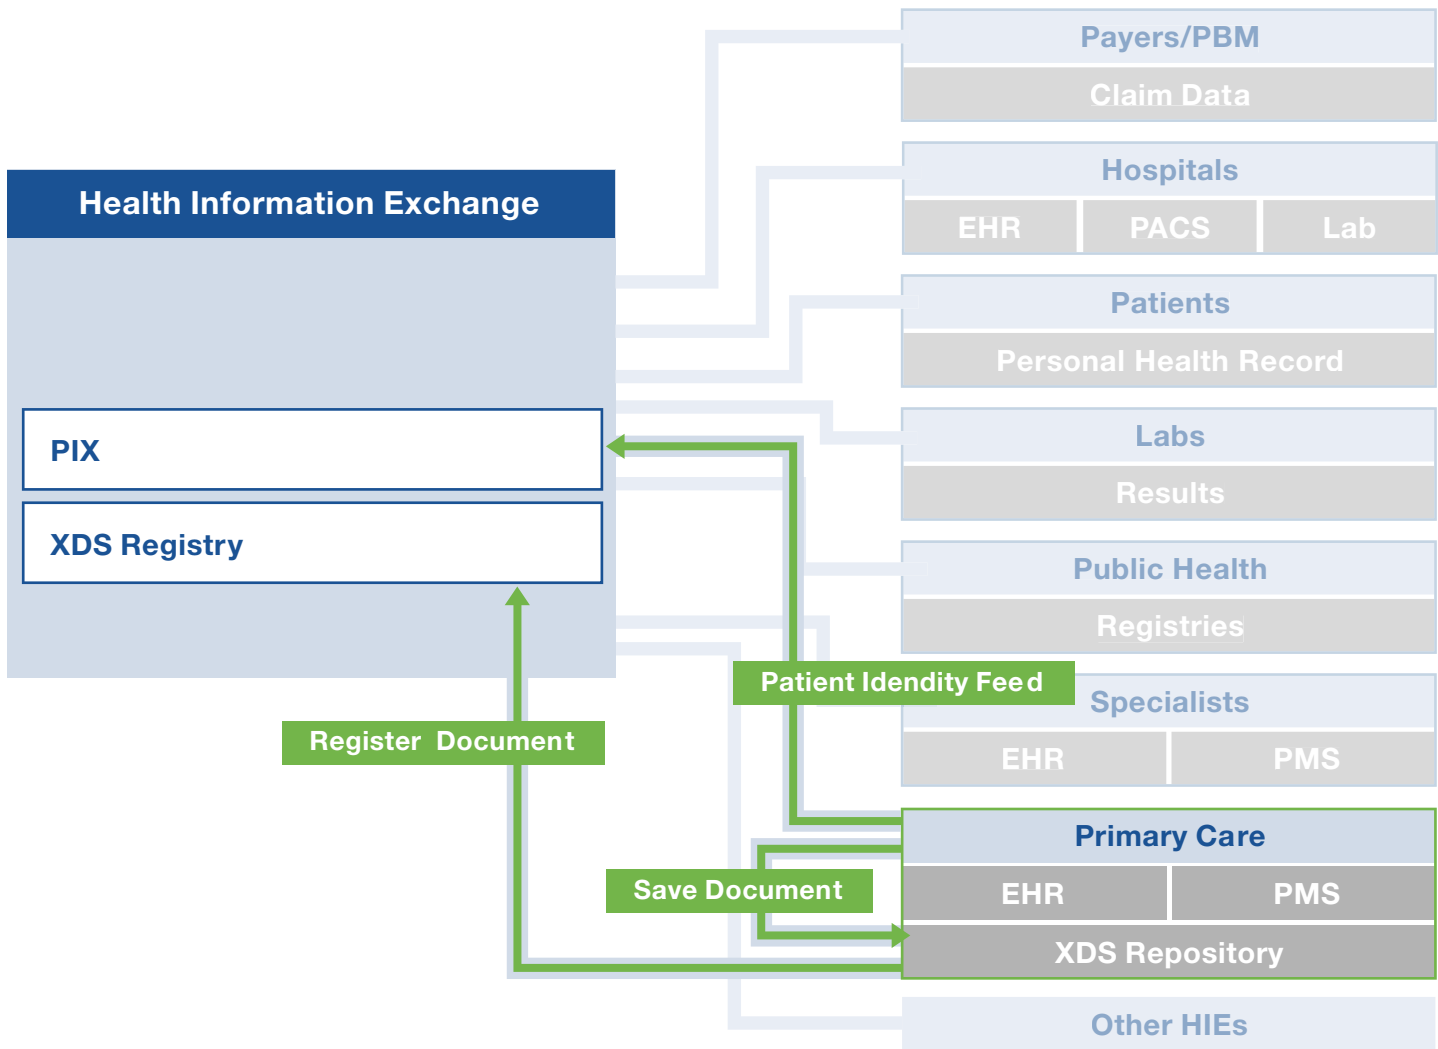 Health Information Exchange
PIX
XDS Registry
Payers/PBM
Claim Data
Hospitals
EHR PACS Lab
Patients
Personal Health Record
Labs
Results
Public Health
Registries
Patient Idendity Feed
Specialists
EHR PMS
Register Document
Primary Care
EHR PMS
Save Document
XDS Repository
Other HIEs